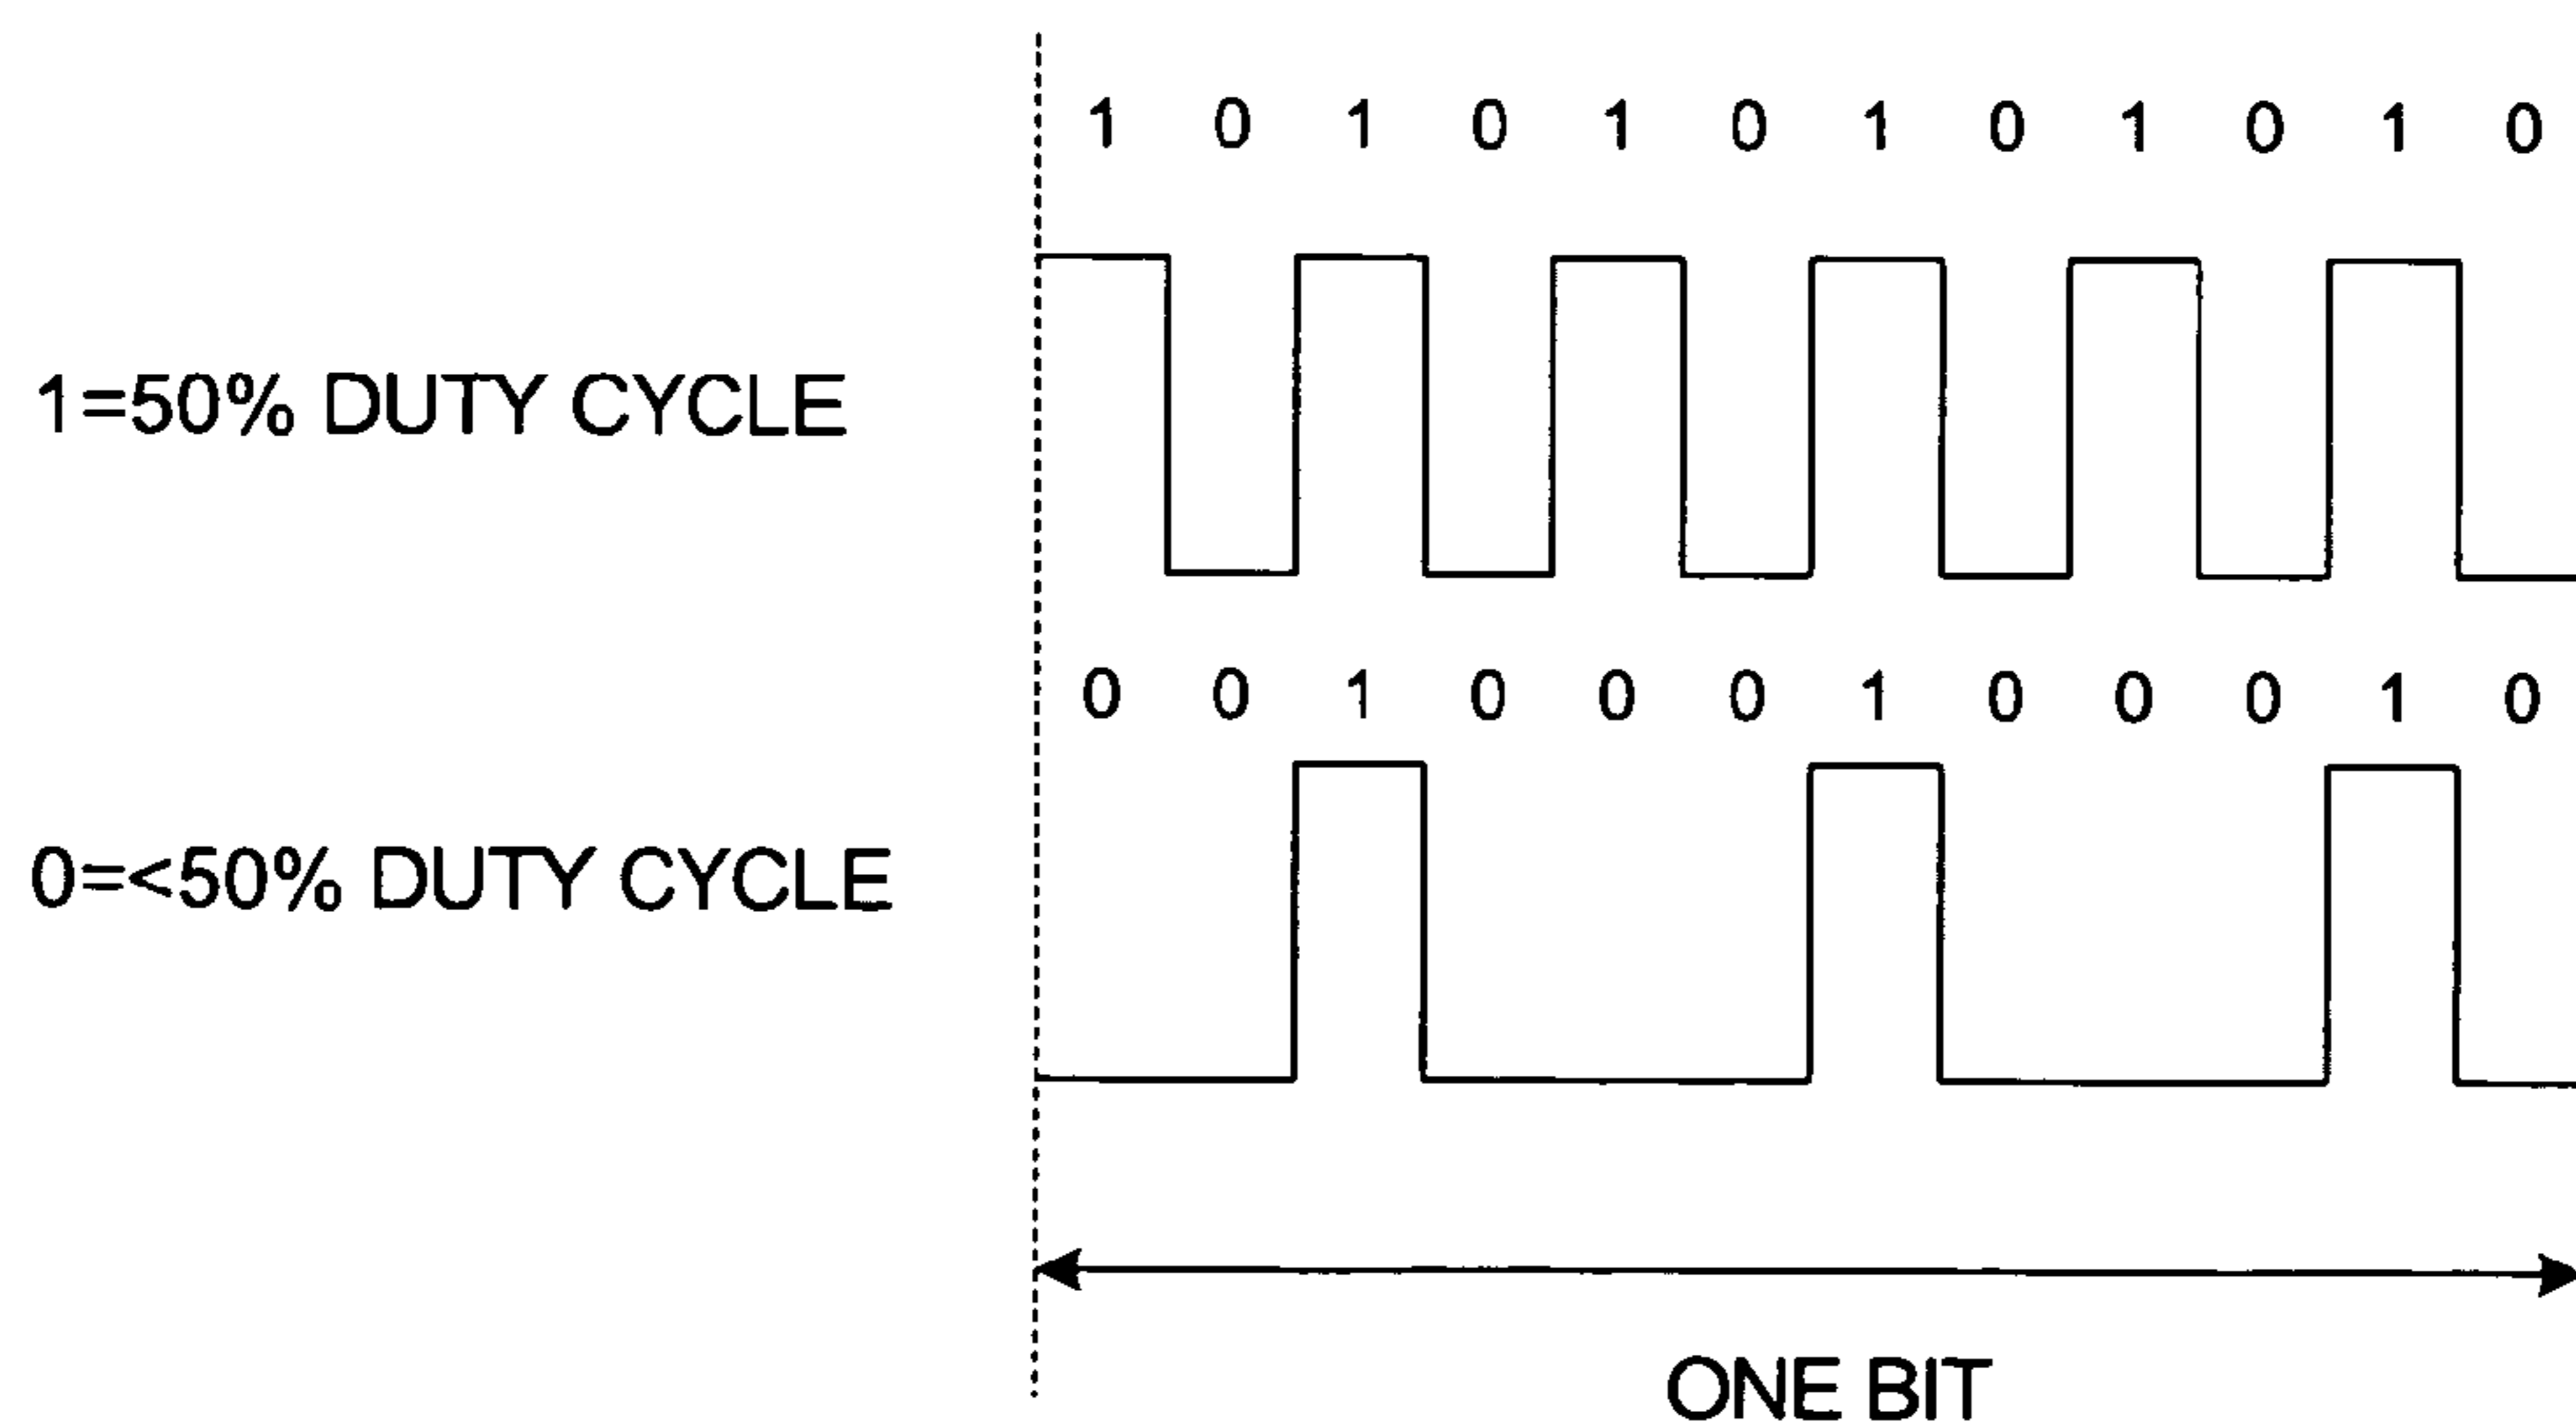 1 0 1 0 1 0 1 0 1 0 1 0
1=50% DUTY CYCLE
0 0 1 0 0 0 1 0 0 0 1 0
0=<50% DUTY CYCLE
ONE BIT